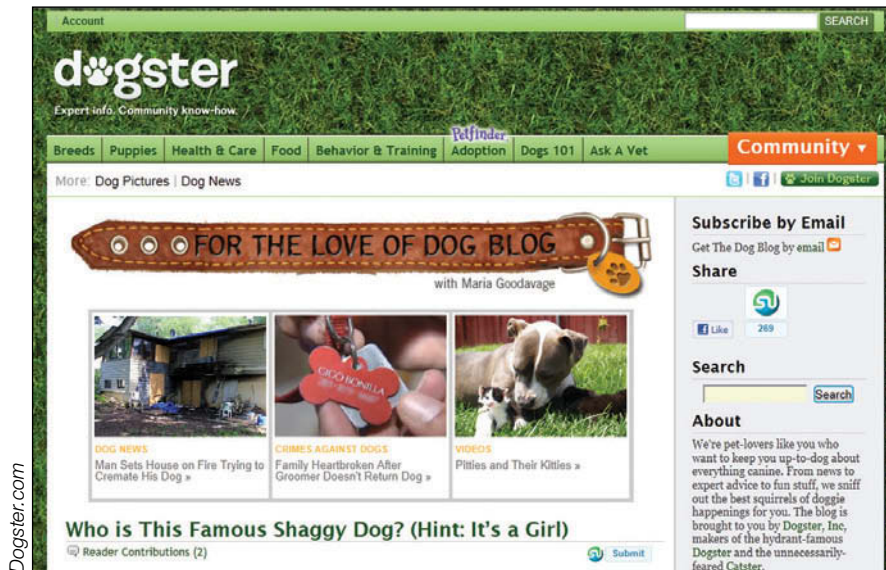 Account
SEARCH
dogster
Expert info. Community know-how.
Petfinder
Breeds Puppies Health & Care Food Behavior & Training Adoption Dogs 101 Ask A Vet
Community
More: Dog Pictures | Dog News
Join Dogster
FOR THE LOVE OF DOG BLOG
with Maria Goodavage
GIGO BONILLA
DOG NEWS
Man Sets House on Fire Trying to
Cremate His Dog »
CRIMES AGAINST DOGS
Family Heartbroken After
Groomer Doesn't Return Dog »
VIDEOS
Pitties and Their Kitties »
Who is This Famous Shaggy Dog? (Hint: It's a Girl)
Reader Contributions (2)
Submit
Subscribe by Email
Get The Dog Blog by email
Share
Like
269
Search
Search
About
We're pet-lovers like you who
want to keep you up-to-dog about
everything canine. From news to
expert advice to fun stuff, we sniff
out the best squirrels of doggie
happenings for you. The blog is
brought to you by Dogster, Inc,
makers of the hydrant-famous
Dogster and the unnecessarily-
feared Catster.
Dogster.com